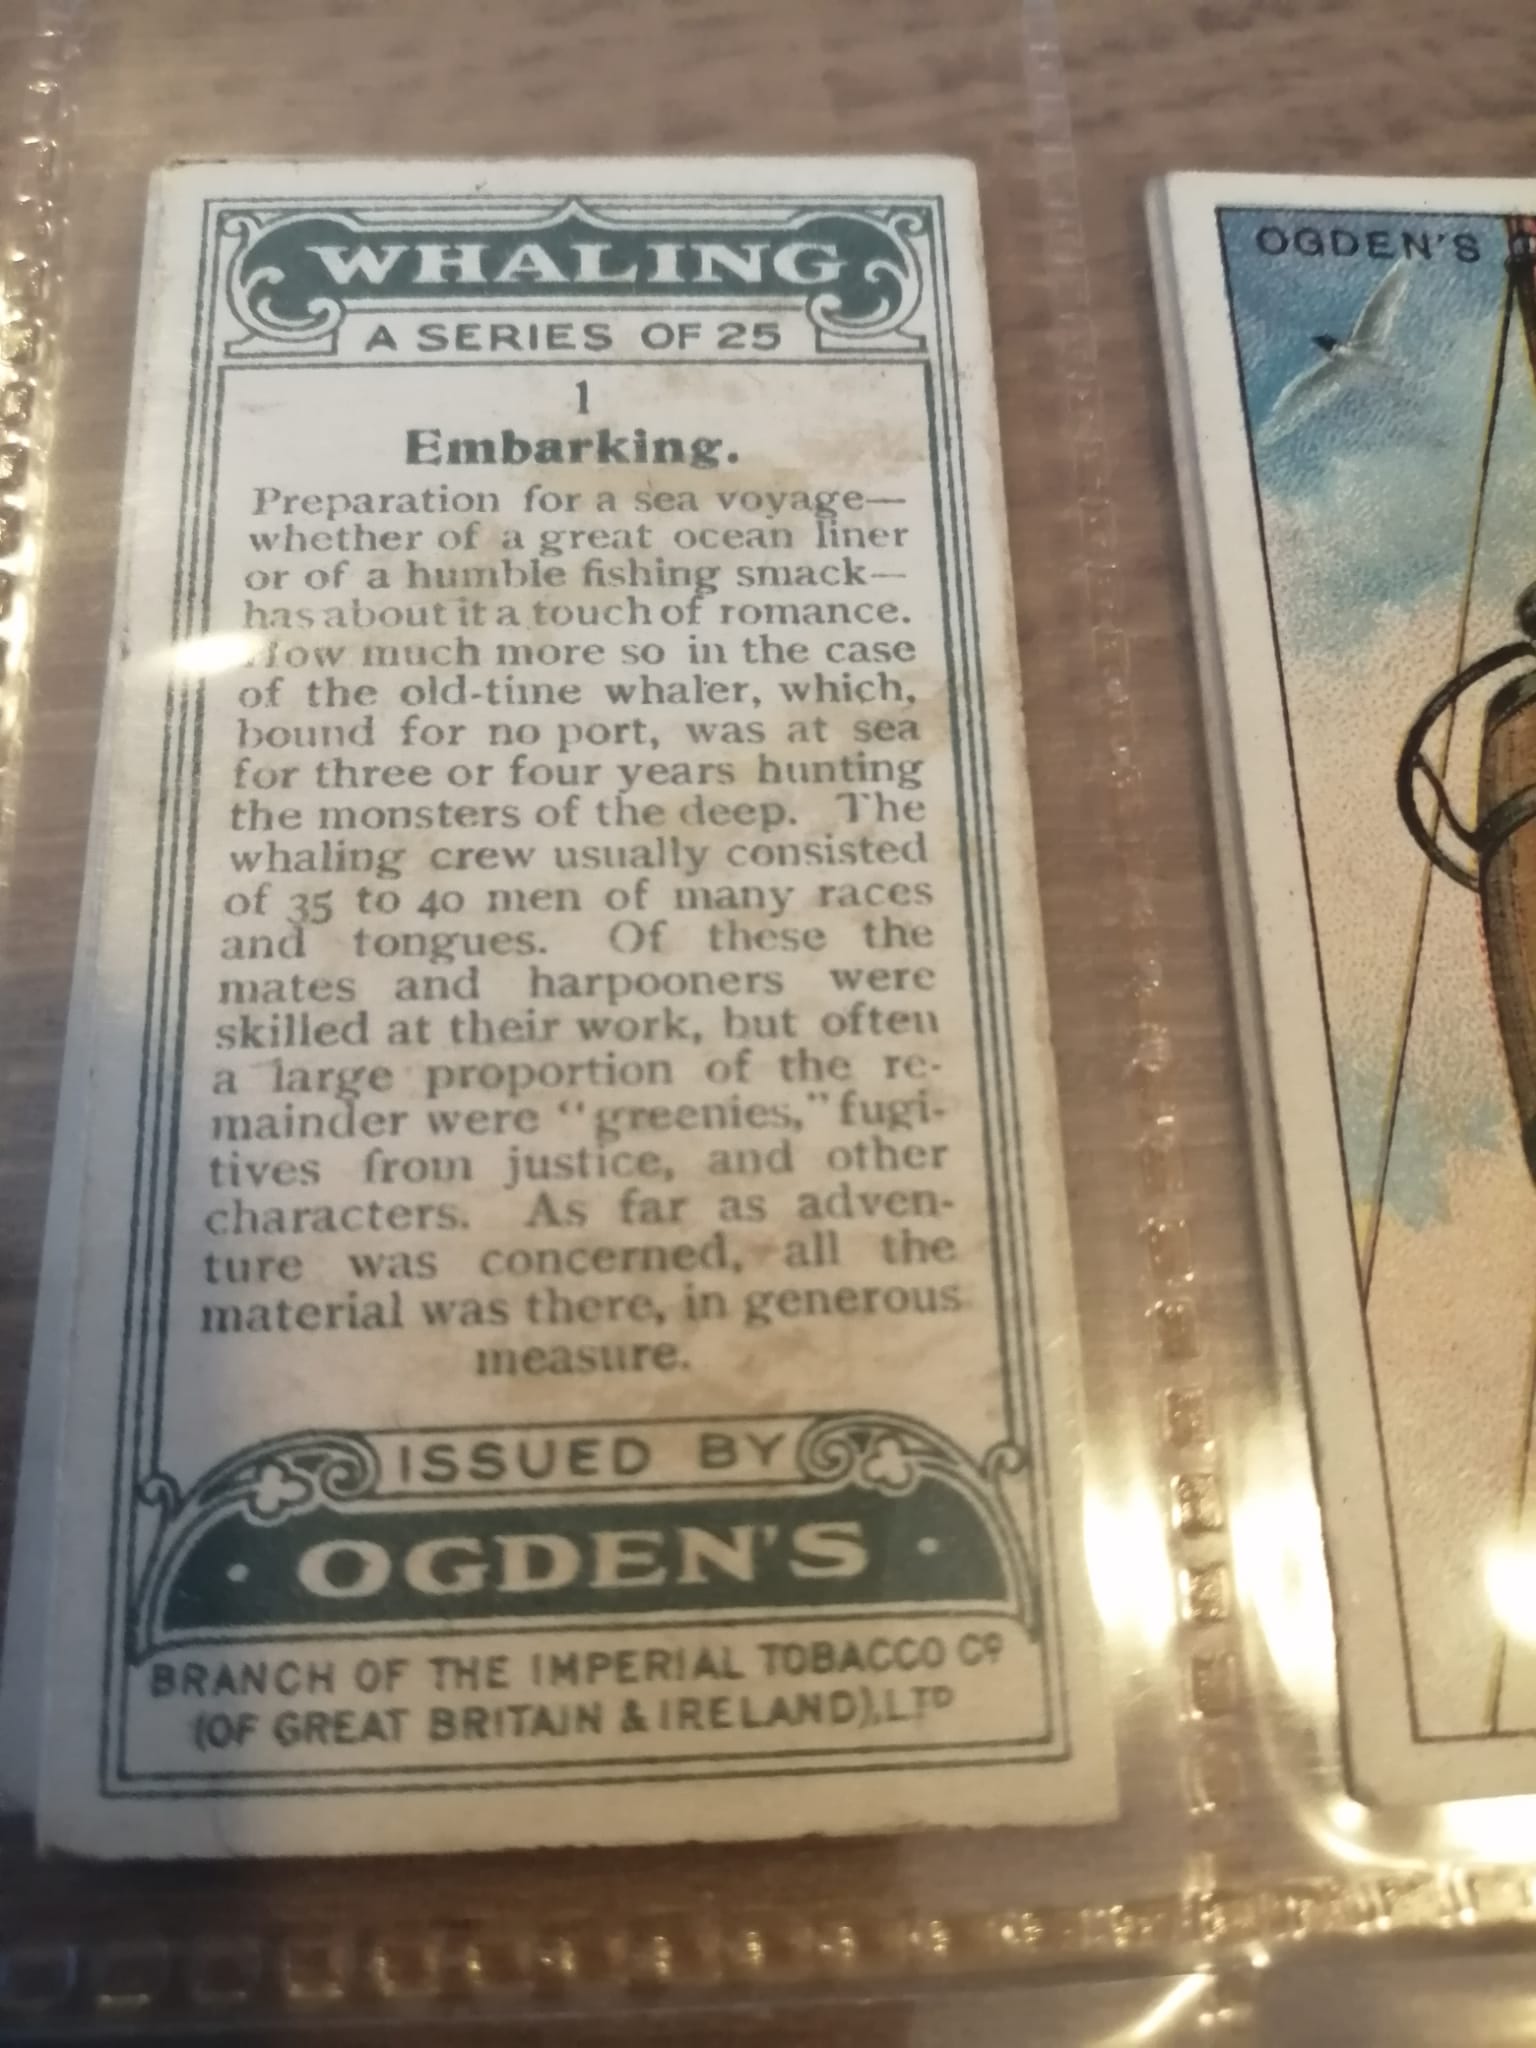 WHALING
A SERIES OF 25
1
Embarking.
Preparation for a sea voyage—
whether of a great ocean liner
or of a humble fishing smack—
has about it a touch of romance.
How much more so in the case
of the old-time whaler, which,
bound for no port, was at sea
for three or four years hunting
the monsters of the deep. The
whaling crew usually consisted
of 35 to 40 men of many races
and tongues. Of these the
mates and harpooners were
skilled at their work, but often
a large proportion of the re-
mainder were "greenies," fugi-
tives from justice, and other
characters. As far as adven-
ture was concerned, all the
material was there, in generous
measure.
ISSUED BY
· OGDEN'S ·
BRANCH OF THE IMPERIAL TOBACCO Cº
(OF GREAT BRITAIN & IRELAND), LTD
OGDEN'S